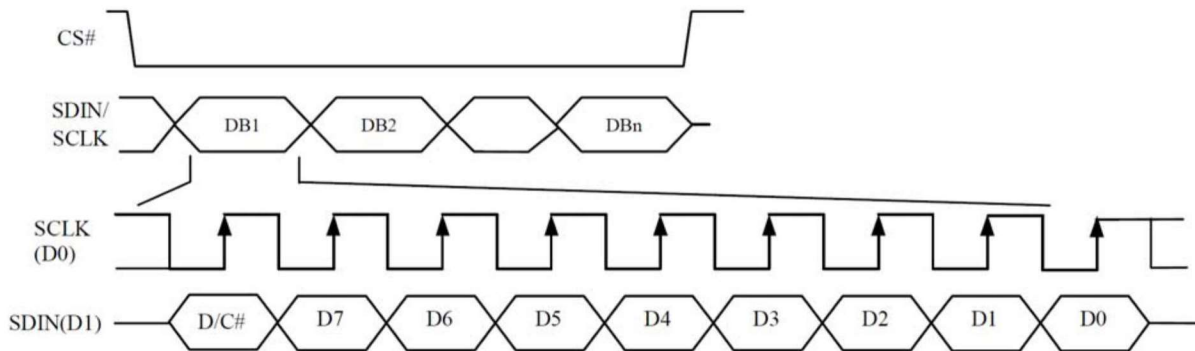 CS#
SDIN/
SCLK
DB1 DB2 DBn
SCLK
(D0)
SDIN(D1) D/C# D7 D6 D5 D4 D3 D2 D1 D0